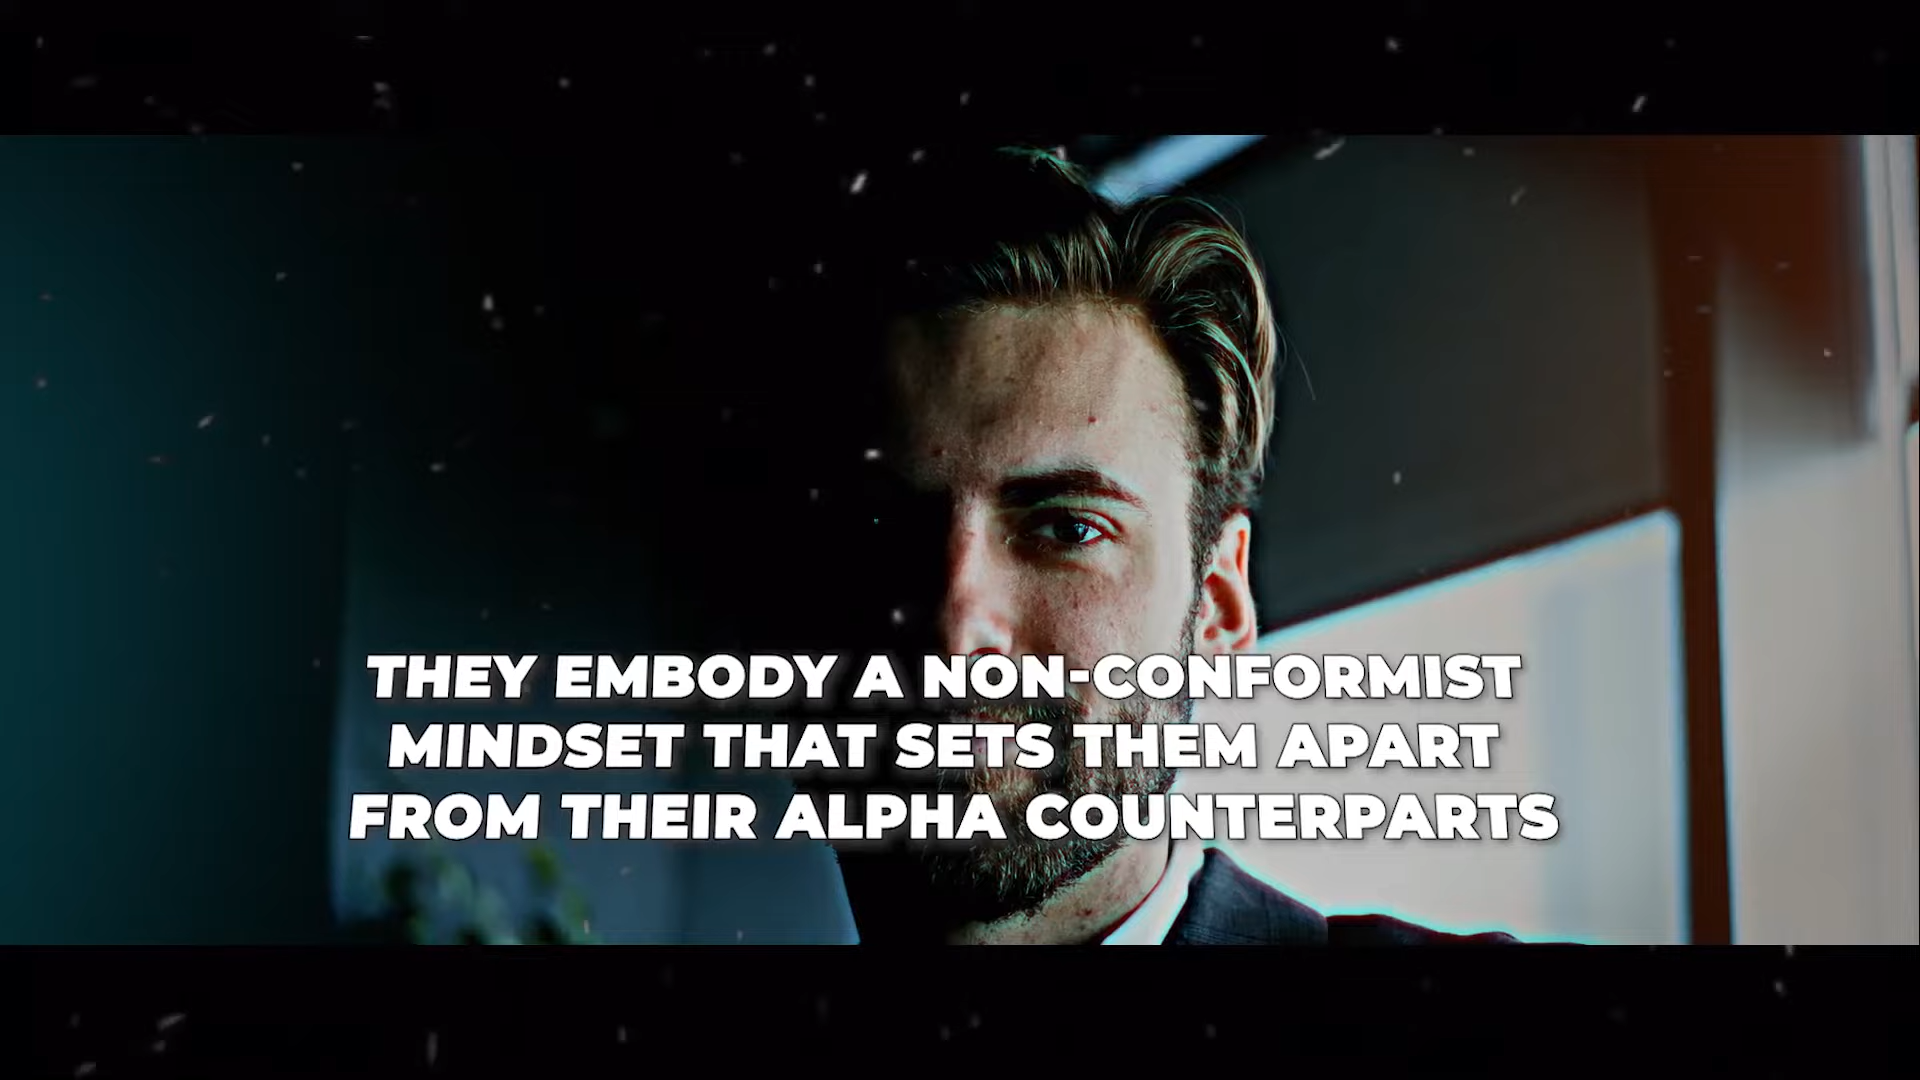 THEY EMBODY A NON-CONFORMIST
MINDSET THAT SETS THEM APART
FROM THEIR ALPHA COUNTERPARTS